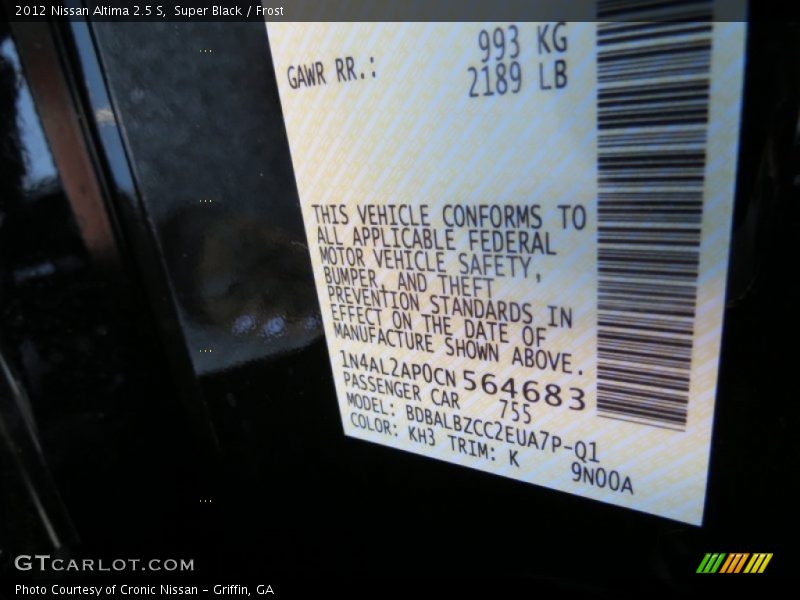 2012 Nissan Altima 2.5 S, Super Black / Frost
993 KG
GAWR RR.:
2189 LB
THIS VEHICLE CONFORMS TO
ALL APPLICABLE FEDERAL
MOTOR VEHICLE SAFETY,
BUMPER, AND THEFT
PREVENTION STANDARDS IN
EFFECT ON THE DATE OF
MANUFACTURE SHOWN ABOVE.
1N4AL2AP0CN 564683
PASSENGER CAR 755
MODEL: BDBALBZCC2EUA7P-Q1
COLOR: KH3 TRIM: K 9N00A
GTCARLOT.COM
Photo Courtesy of Cronic Nissan - Griffin, GA